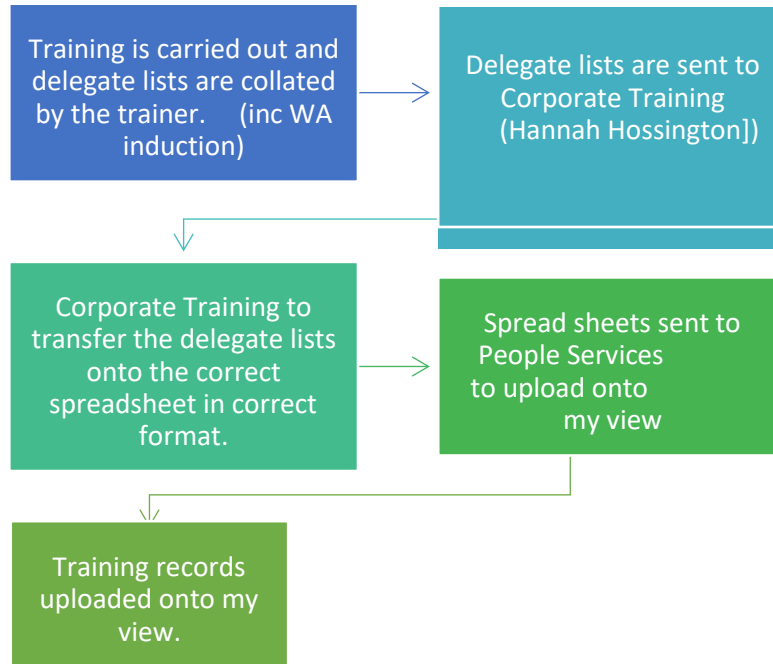 Training is carried out and
delegate lists are collated
by the trainer. (inc WA
induction)
Delegate lists are sent to
Corporate Training
(Hannah Hossington])
Corporate Training to
transfer the delegate lists
onto the correct
spreadsheet in correct
format.
Spread sheets sent to
People Services
to upload onto
my view
Training records
uploaded onto my
view.